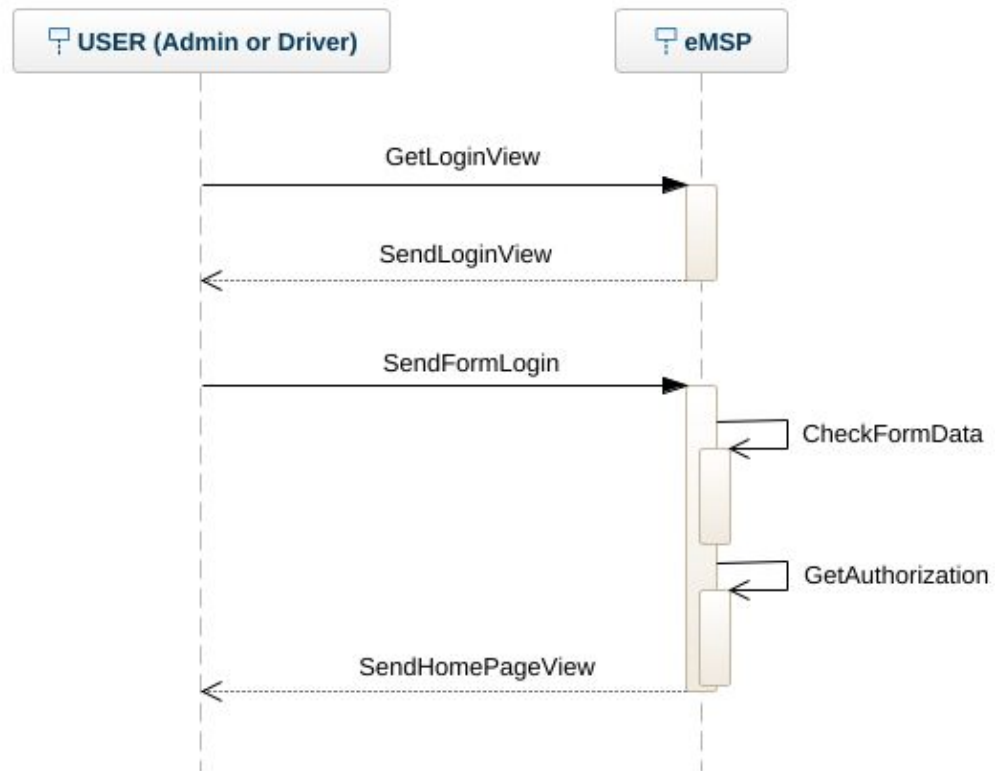 USER (Admin or Driver)
eMSP
GetLoginView
SendLoginView
SendFormLogin
CheckFormData
GetAuthorization
SendHomePageView